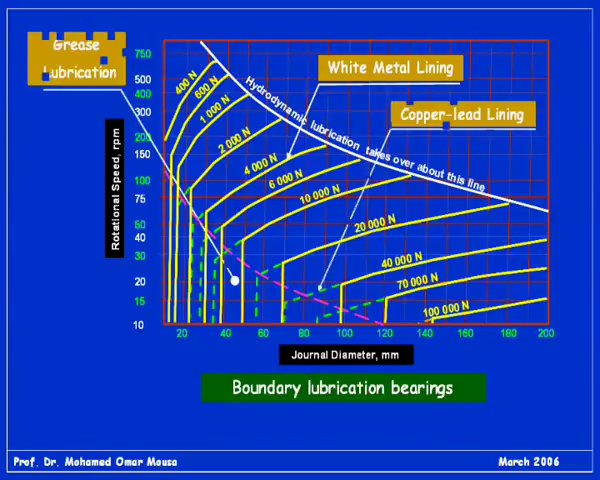 Grease
Lubrication
White Metal Lining
Copper-lead Lining
Hydrodynamic lubrication takes over about this line
400 N
600 N
1 000 N
2 000 N
4 000 N
6 000 N
10 000 N
20 000 N
40 000 N
70 000 N
100 000 N
Rotational Speed, rpm
750
500
400
300
200
150
100
75
50
40
30
20
15
10
20 40 60 80 100 120 140 160 180 200
Journal Diameter, mm
Boundary lubrication bearings
Prof. Dr. Mohamed Omar Mousa
March 2006